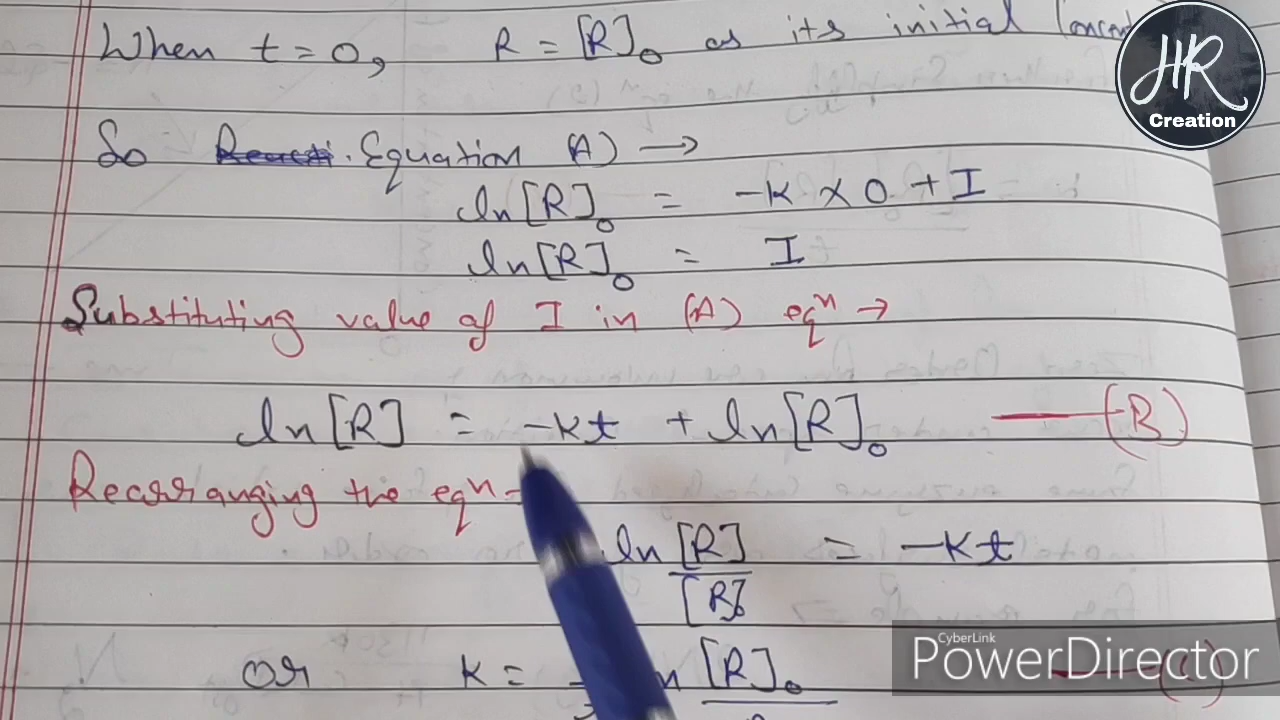 When t = 0, R = [R]₀ as its initial
HR
Creation
So Equation (A) →
ln[R]₀ = -k × 0 + I
ln[R]₀ = I
Substituting value of I in (A) eqⁿ →
ln[R] = -kt + ln[R]₀ —(B)
Rearranging the eqⁿ -
ln [R] = -kt
[R]₀
CyberLink
PowerDirector
or k = [R]₀